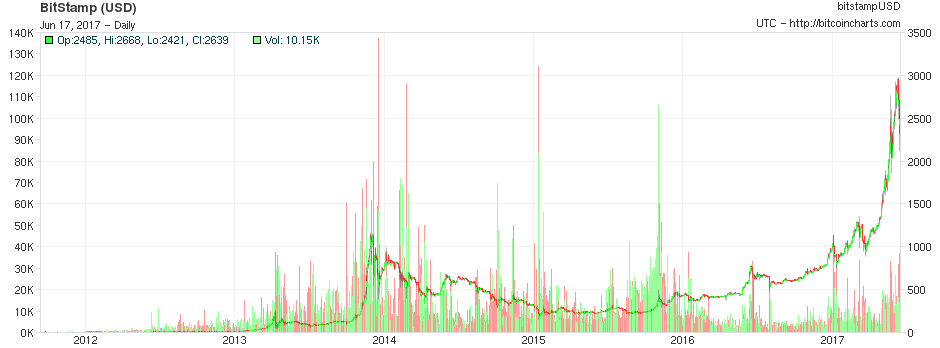 BitStamp (USD)
bitstampUSD
Jun 17, 2017 - Daily
UTC - http://bitcoincharts.com
Op:2485, Hi:2668, Lo:2421, Cl:2639 Vol: 10.15K
140K 3500
130K
120K 3000
110K
100K 2500
90K
80K 2000
70K
60K 1500
50K
40K 1000
30K
20K 500
10K
0K 0
2012 2013 2014 2015 2016 2017